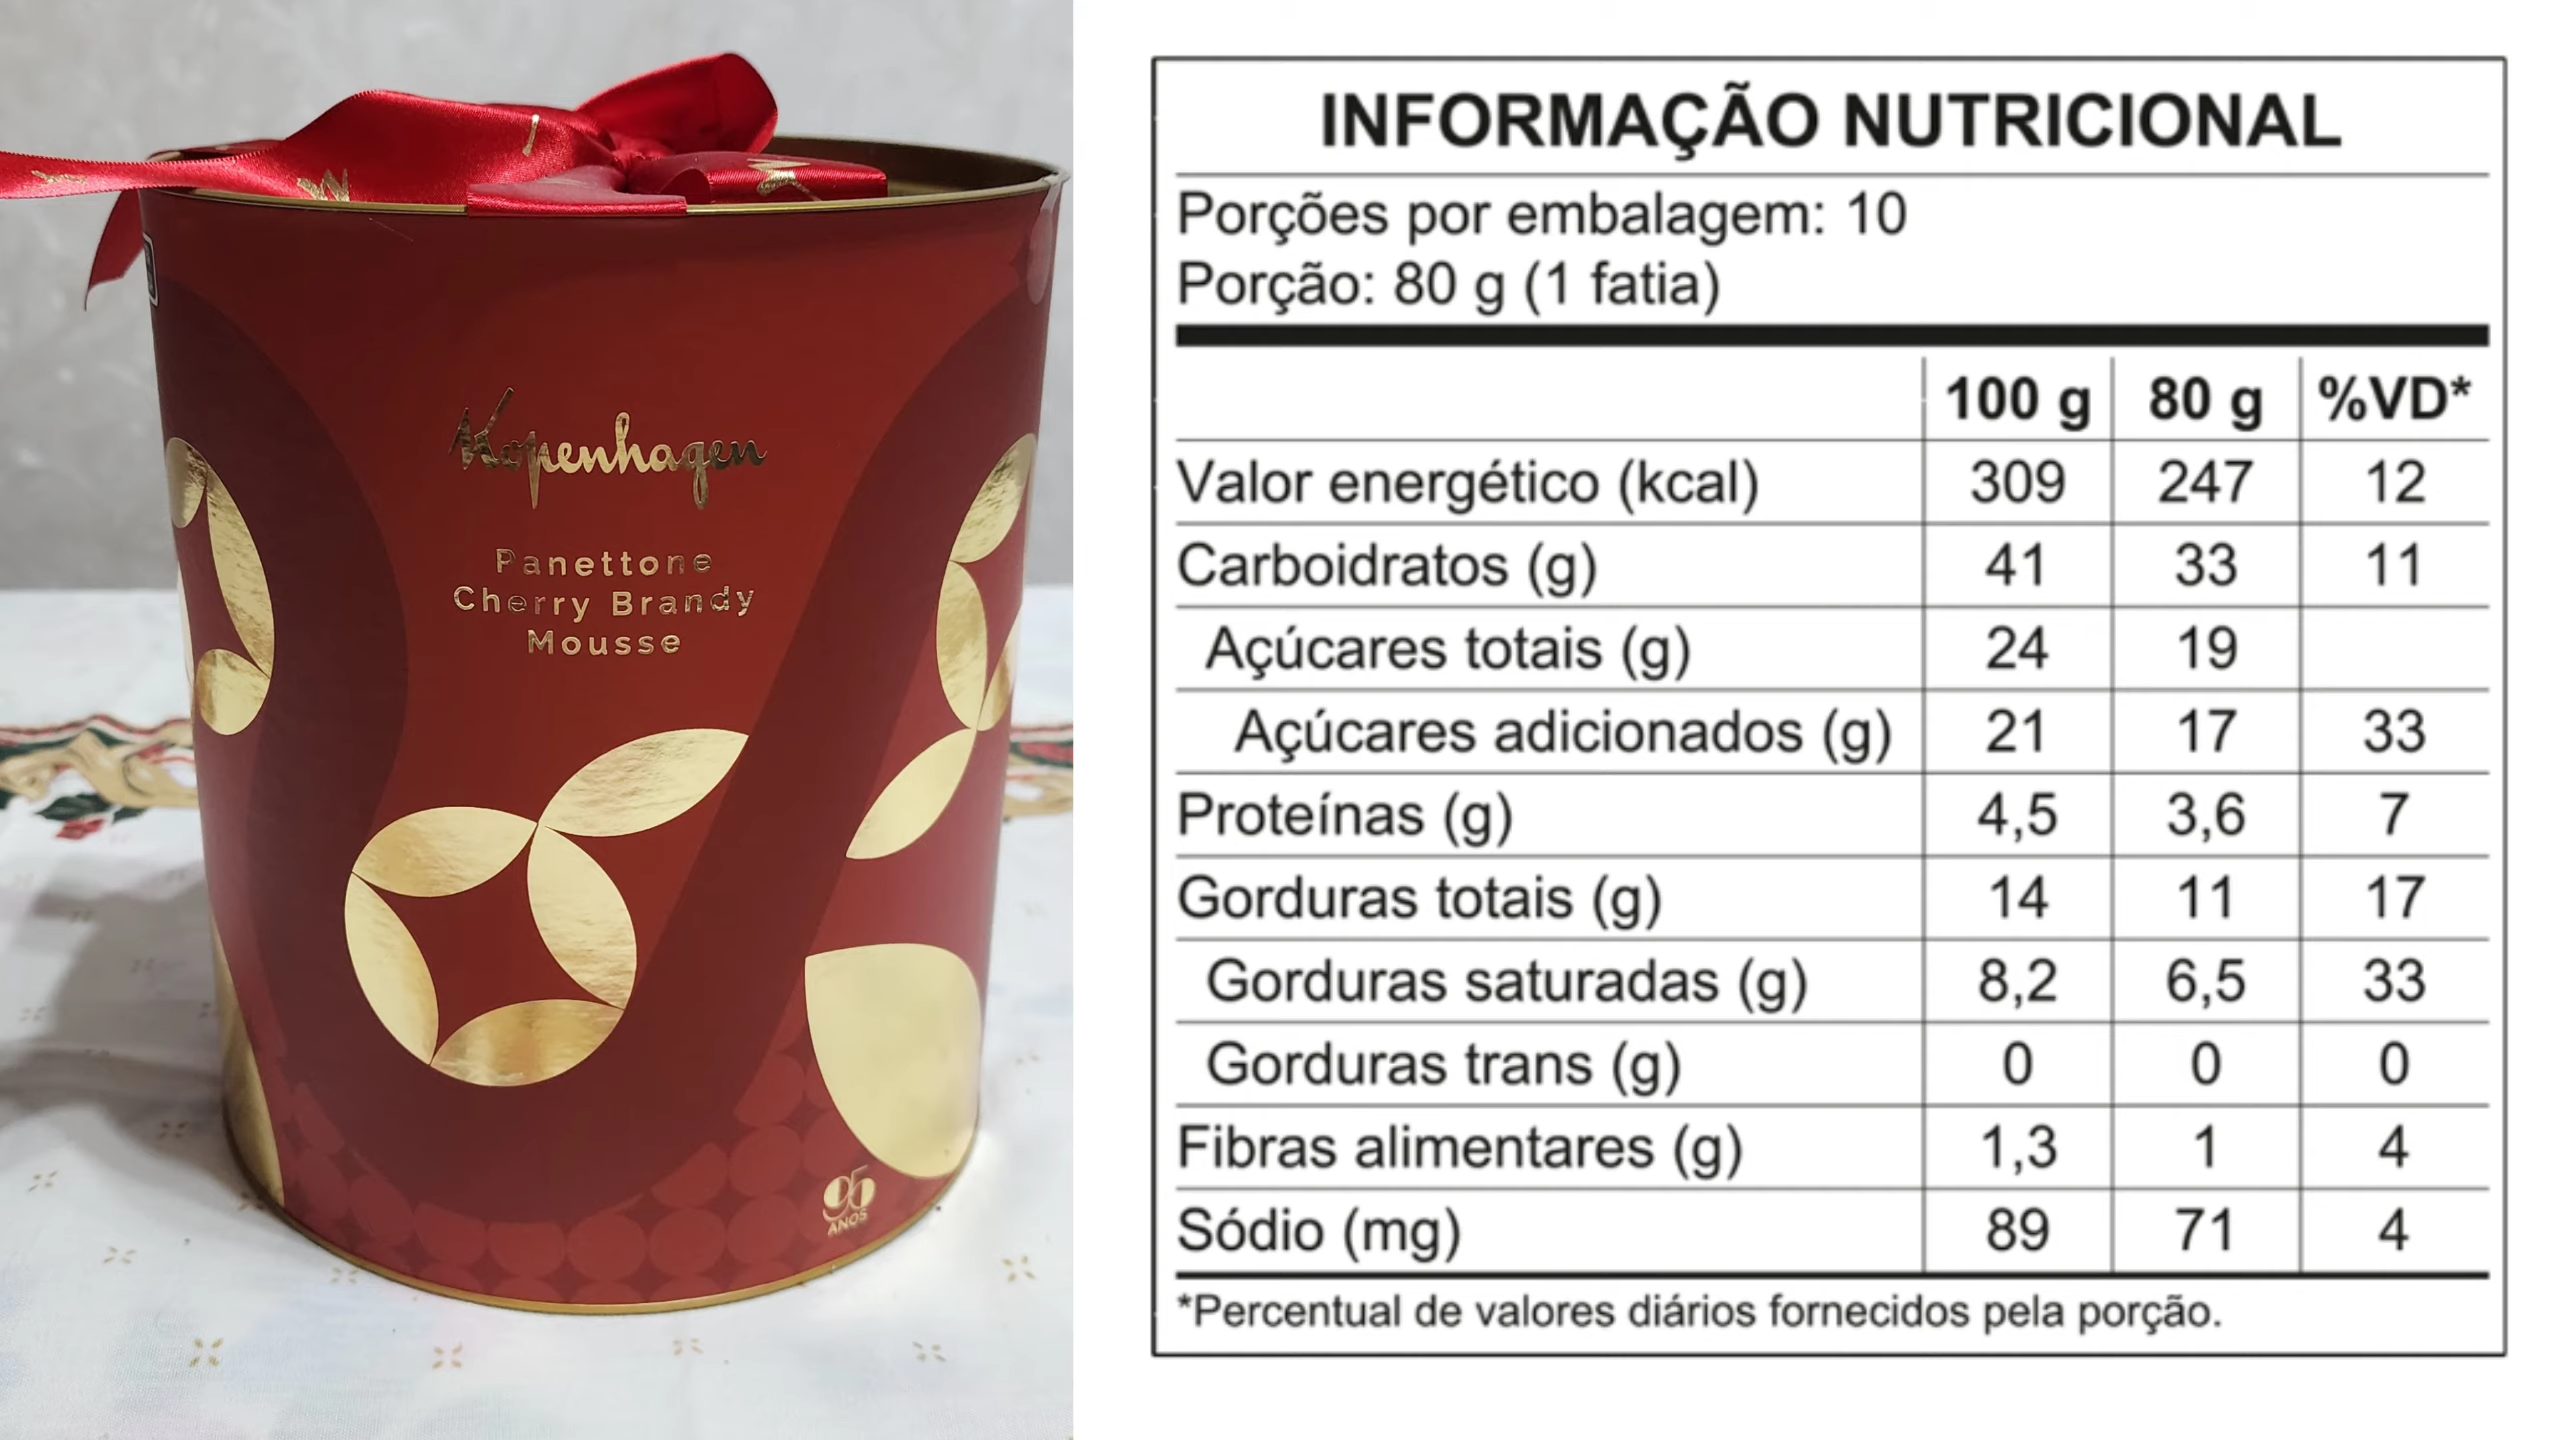 Kopenhagen
Panettone
Cherry Brandy
Mousse
95
ANOS
INFORMAÇÃO NUTRICIONAL
Porções por embalagem: 10
Porção: 80 g (1 fatia)
100 g 80 g %VD*
Valor energético (kcal) 309 247 12
Carboidratos (g) 41 33 11
Açúcares totais (g) 24 19
Açúcares adicionados (g) 21 17 33
Proteínas (g) 4,5 3,6 7
Gorduras totais (g) 14 11 17
Gorduras saturadas (g) 8,2 6,5 33
Gorduras trans (g) 0 0 0
Fibras alimentares (g) 1,3 1 4
Sódio (mg) 89 71 4
*Percentual de valores diários fornecidos pela porção.